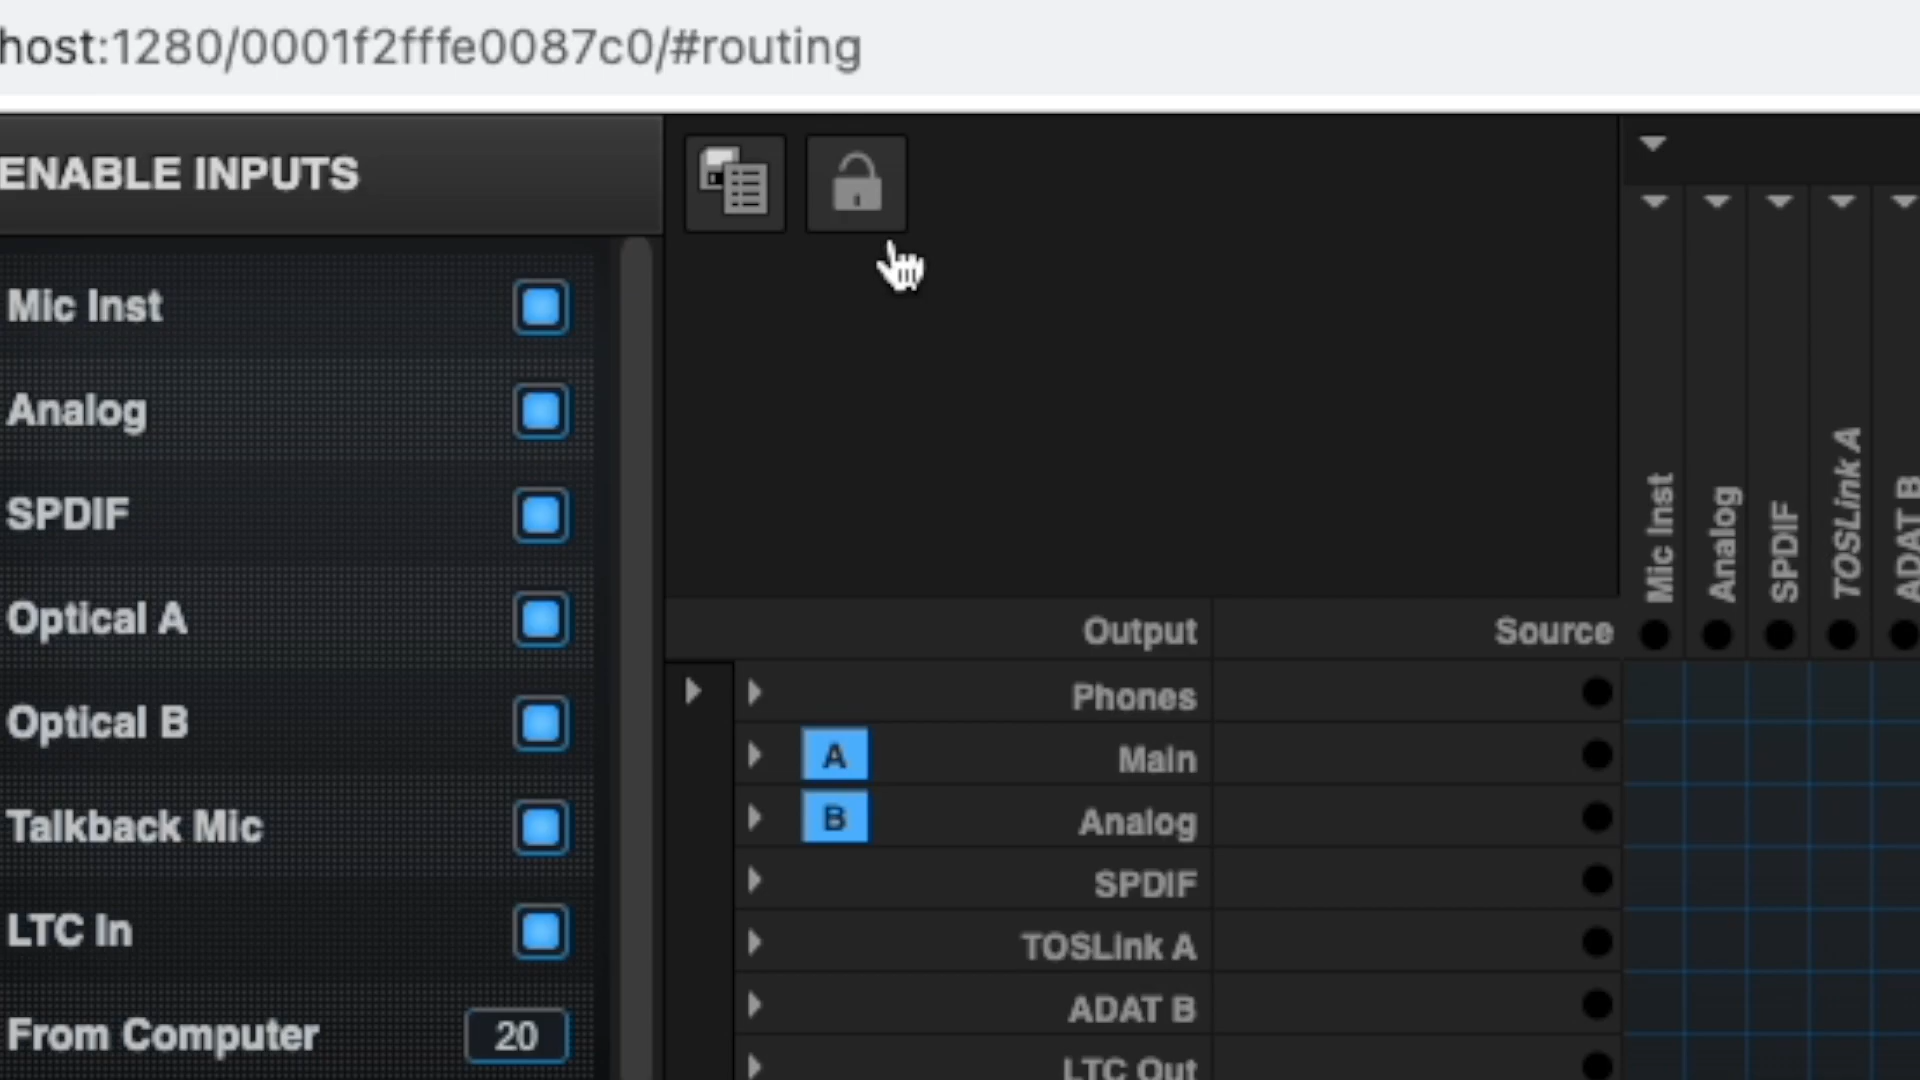 host:1280/0001f2fffe0087c0/#routing
ENABLE INPUTS
Mic Inst
Analog
SPDIF
Optical A
Optical B
Talkback Mic
LTC In
From Computer 20
Mic Inst
Analog
SPDIF
TOSLink A
ADAT B
Output Source
Phones
A Main
B Analog
SPDIF
TOSLink A
ADAT B
LTC Out